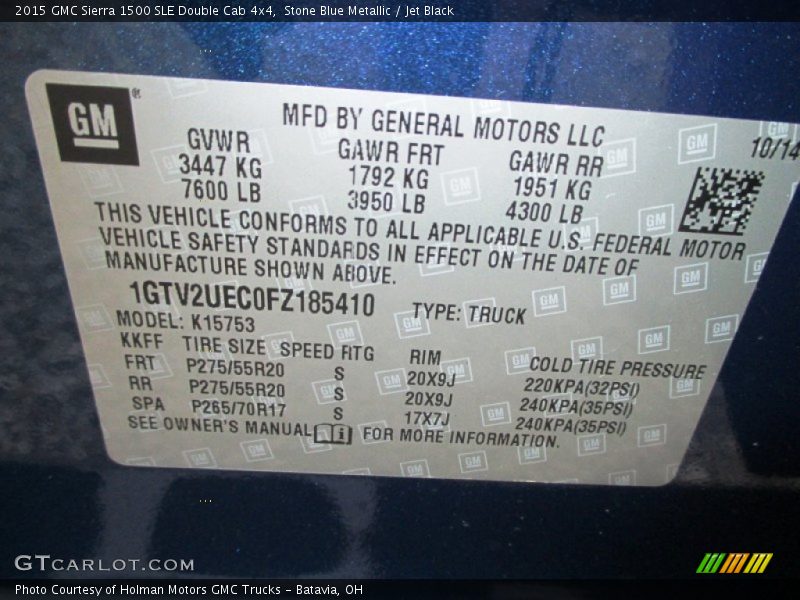 2015 GMC Sierra 1500 SLE Double Cab 4x4, Stone Blue Metallic / Jet Black
GM®
MFD BY GENERAL MOTORS LLC
10/14
GVWR GAWR FRT GAWR RR
3447 KG 1792 KG 1951 KG
7600 LB 3950 LB 4300 LB
THIS VEHICLE CONFORMS TO ALL APPLICABLE U.S. FEDERAL MOTOR
VEHICLE SAFETY STANDARDS IN EFFECT ON THE DATE OF
MANUFACTURE SHOWN ABOVE.
1GTV2UEC0FZ185410 TYPE: TRUCK
MODEL: K15753
KKFF TIRE SIZE SPEED RTG RIM COLD TIRE PRESSURE
FRT P275/55R20 S 20X9J 220KPA(32PSI)
RR P275/55R20 S 20X9J 240KPA(35PSI)
SPA P265/70R17 S 17X7J 240KPA(35PSI)
SEE OWNER'S MANUAL FOR MORE INFORMATION.
GTCARLOT.COM
Photo Courtesy of Holman Motors GMC Trucks - Batavia, OH